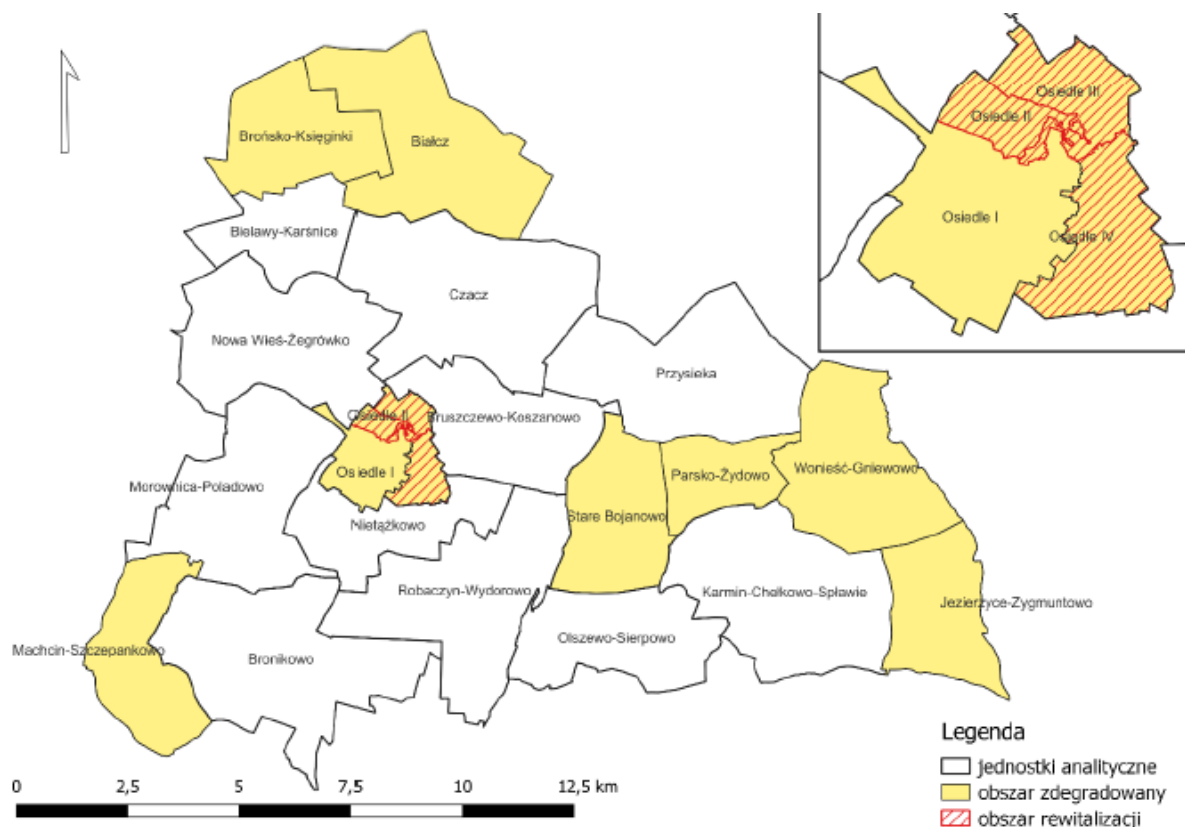 Osiedle III
Osiedle II
Osiedle I
Osiedle IV
Brońsko-Księginki
Białcz
Bielawy-Karśnice
Czacz
Nowa Wieś-Żegrówko
Przysieka
Osiedle II
Bruszczewo-Koszanowo
Osiedle I
Morownica-Poladowo
Nietążkowo
Parsko-Żydowo
Wonieść-Gniewowo
Stare Bojanowo
Robaczyn-Wydorowo
Karmin-Chełkowo-Spławie
Jezierzyce-Zygmuntowo
Machcin-Szczepankowo
Bronikowo
Olszewo-Sierpowo
Legenda
jednostki analityczne
obszar zdegradowany
obszar rewitalizacji
0 2,5 5 7,5 10 12,5 km